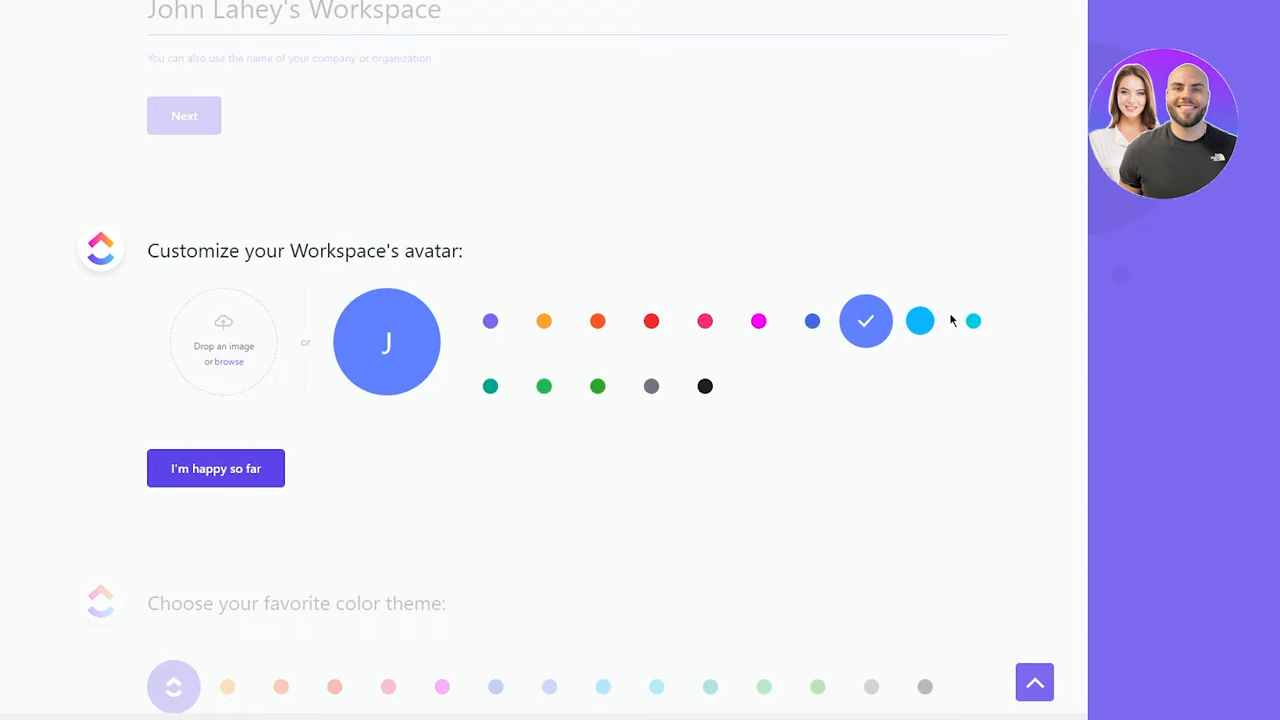 John Lahey's Workspace
You can also use the name of your company or organization
Next
Customize your Workspace's avatar:
Drop an image
or browse
or
J
I'm happy so far
Choose your favorite color theme: